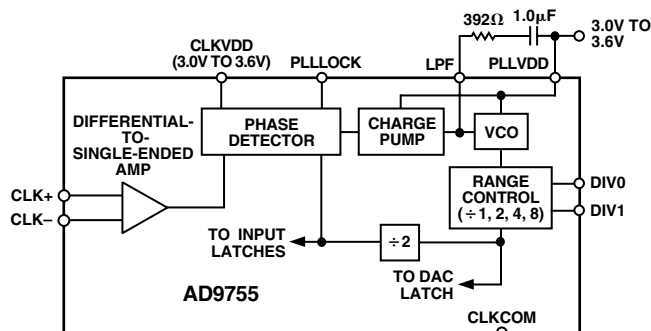 392Ω 1.0μF
3.0V TO
3.6V
CLKVDD
(3.0V TO 3.6V)
PLLLOCK
LPF
PLLVDD
DIFFERENTIAL-
TO-
SINGLE-ENDED
AMP
PHASE
DETECTOR
CHARGE
PUMP
VCO
CLK+
CLK–
RANGE
CONTROL
(÷1, 2, 4, 8)
DIV0
DIV1
TO INPUT
LATCHES
÷2
TO DAC
LATCH
AD9755
CLKCOM